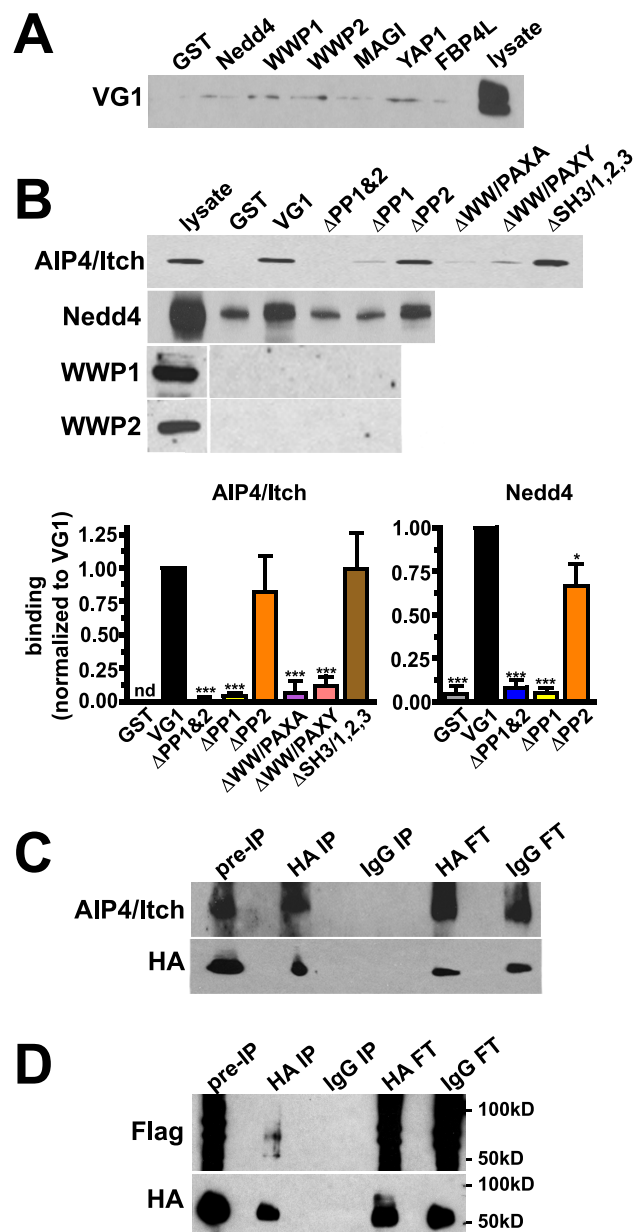 A
GST Nedd4 WWP1 WWP2 MAGI YAP1 FBP4L lysate
VG1
B
lysate GST VG1 ΔPP1&2 ΔPP1 ΔPP2 ΔWW/PAXA ΔWW/PAXY ΔSH3/1,2,3
AIP4/Itch
Nedd4
WWP1
WWP2
AIP4/Itch
binding
(normalized to VG1)
1.25
1.00
0.75
0.50
0.25
0.00
nd *** *** *** ***
GST VG1 ΔPP1&2 ΔPP1 ΔPP2 ΔWW/PAXA ΔWW/PAXY ΔSH3/1,2,3
Nedd4
1.00
0.75
0.50
0.25
0.00
*** *** *** *
GST VG1 ΔPP1&2 ΔPP1 ΔPP2
C
pre-IP HA IP IgG IP HA FT IgG FT
AIP4/Itch
HA
D
pre-IP HA IP IgG IP HA FT IgG FT
Flag
- 100kD
- 50kD
HA
- 100kD
- 50kD